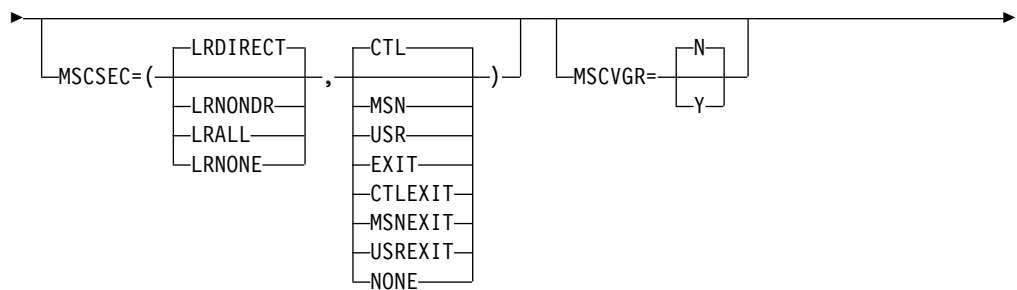 LRDIRECT CTL N
MSCSEC=( , ) MSCVGR=
LRNONDR MSN Y
LRALL USR
LRNONE EXIT
CTLEXIT
MSNEXIT
USREXIT
NONE